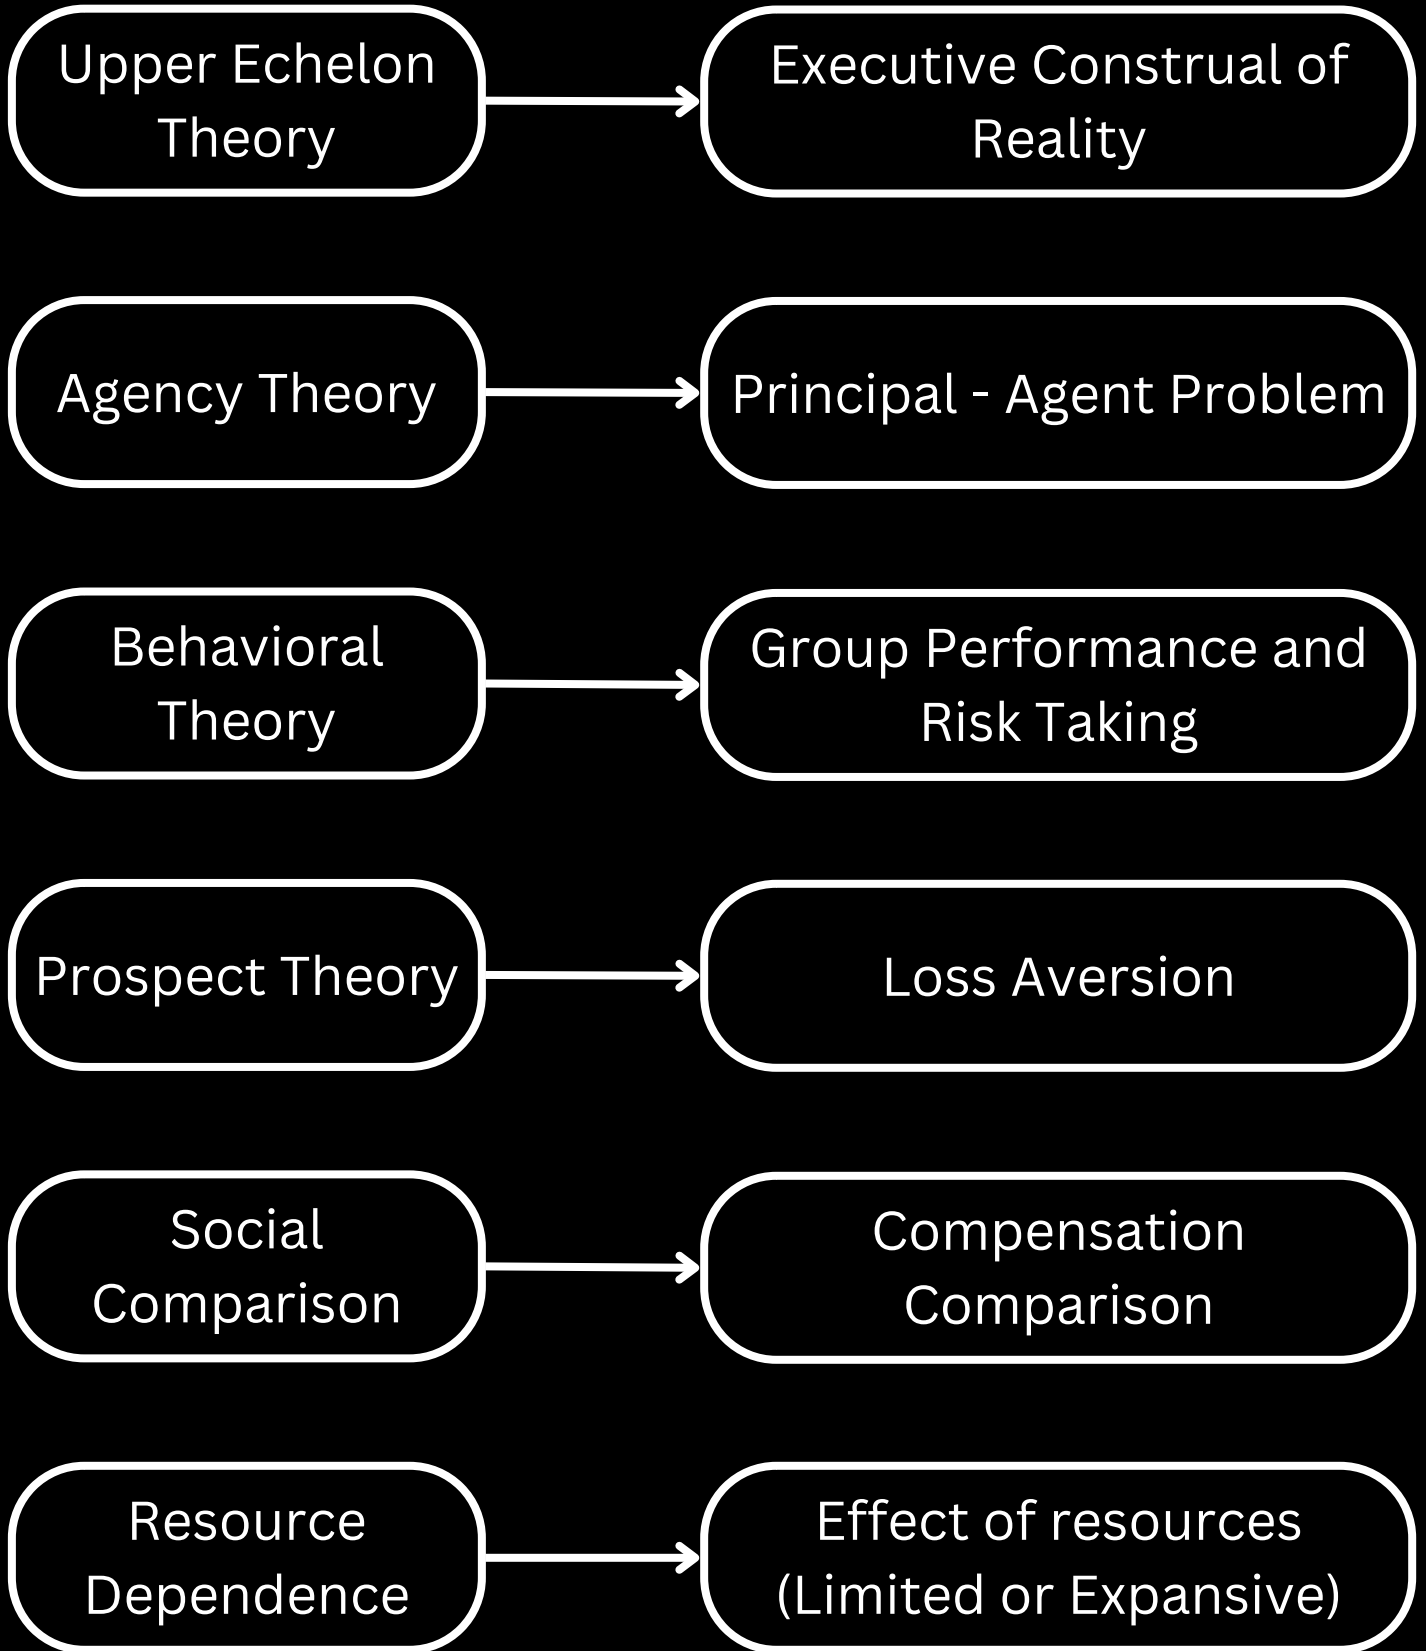 Upper Echelon
Theory
Executive Construal of
Reality
Agency Theory
Principal - Agent Problem
Behavioral
Theory
Group Performance and
Risk Taking
Prospect Theory
Loss Aversion
Social
Comparison
Compensation
Comparison
Resource
Dependence
Effect of resources
(Limited or Expansive)